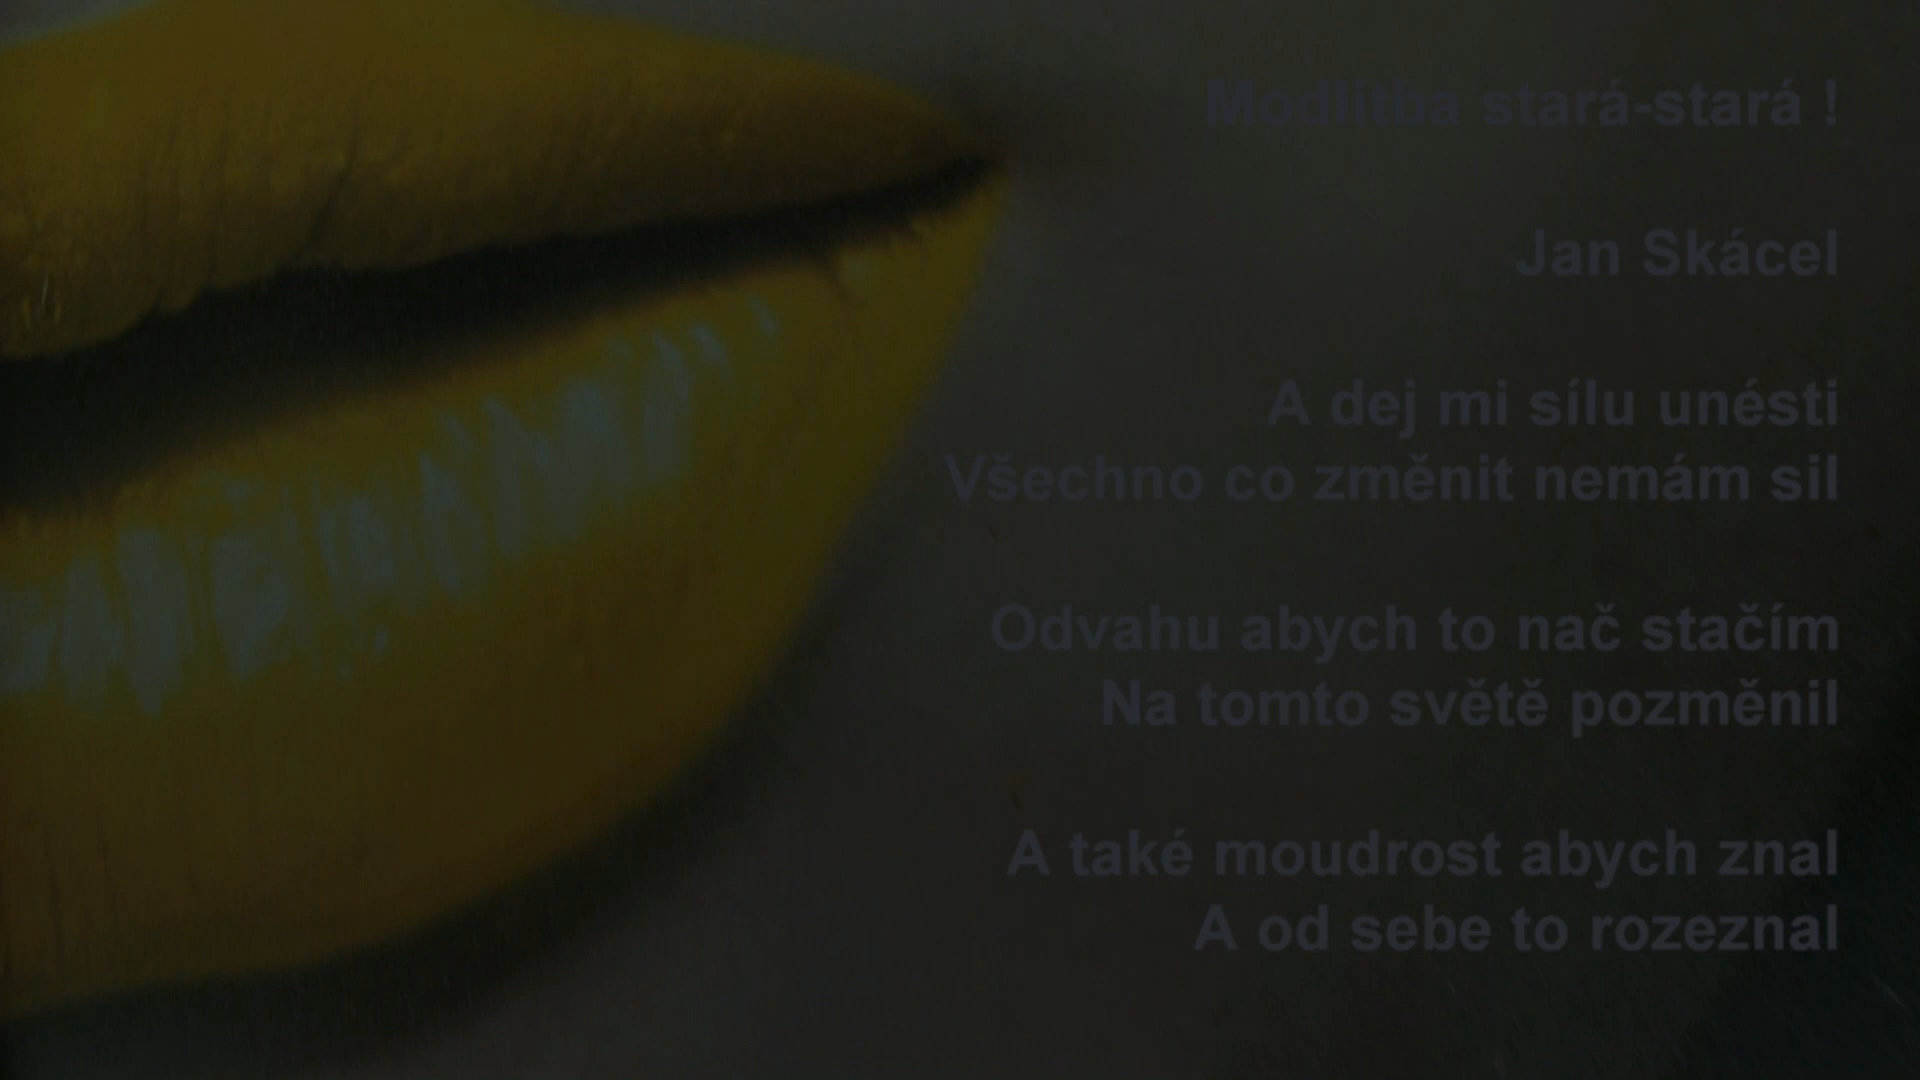 Modlitba stará-stará !
Jan Skácel
A dej mi sílu unésti
Všechno co změnit nemám sil
Odvahu abych to nač stačím
Na tomto světě pozměnil
A také moudrost abych znal
A od sebe to rozeznal